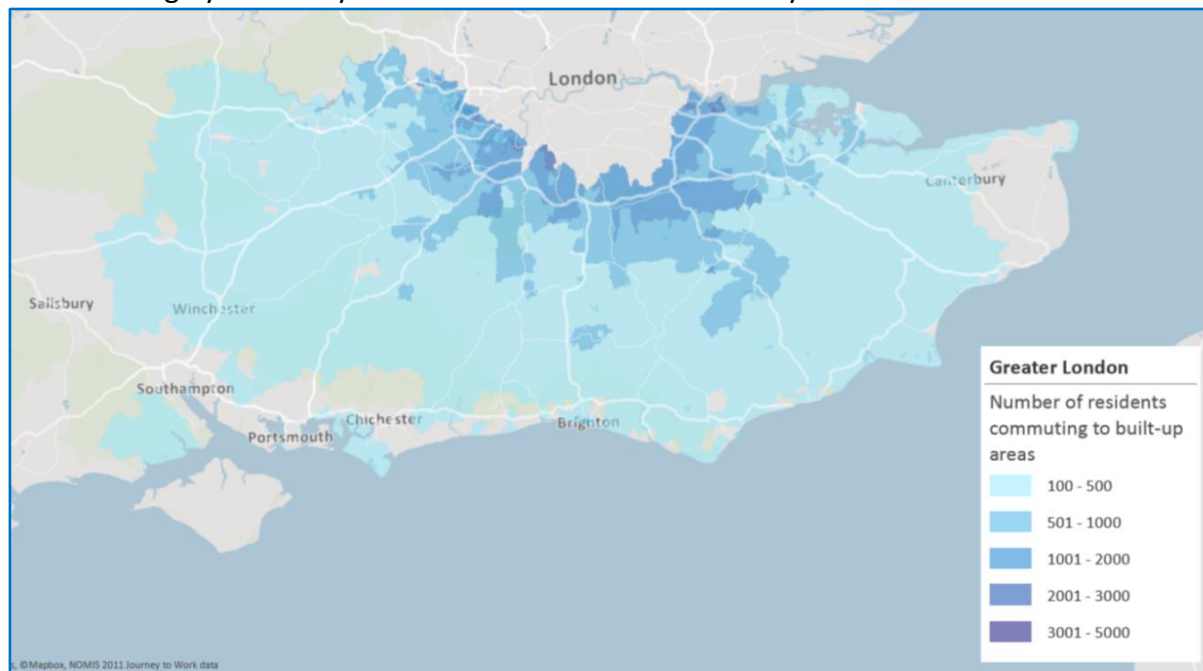 London
Canterbury
Salisbury
Winchester
Southampton
Chichester
Portsmouth
Brighton
Greater London
Number of residents
commuting to built-up
areas
100 - 500
501 - 1000
1001 - 2000
2001 - 3000
3001 - 5000
©Mapbox, NOMIS 2011 Journey to Work data